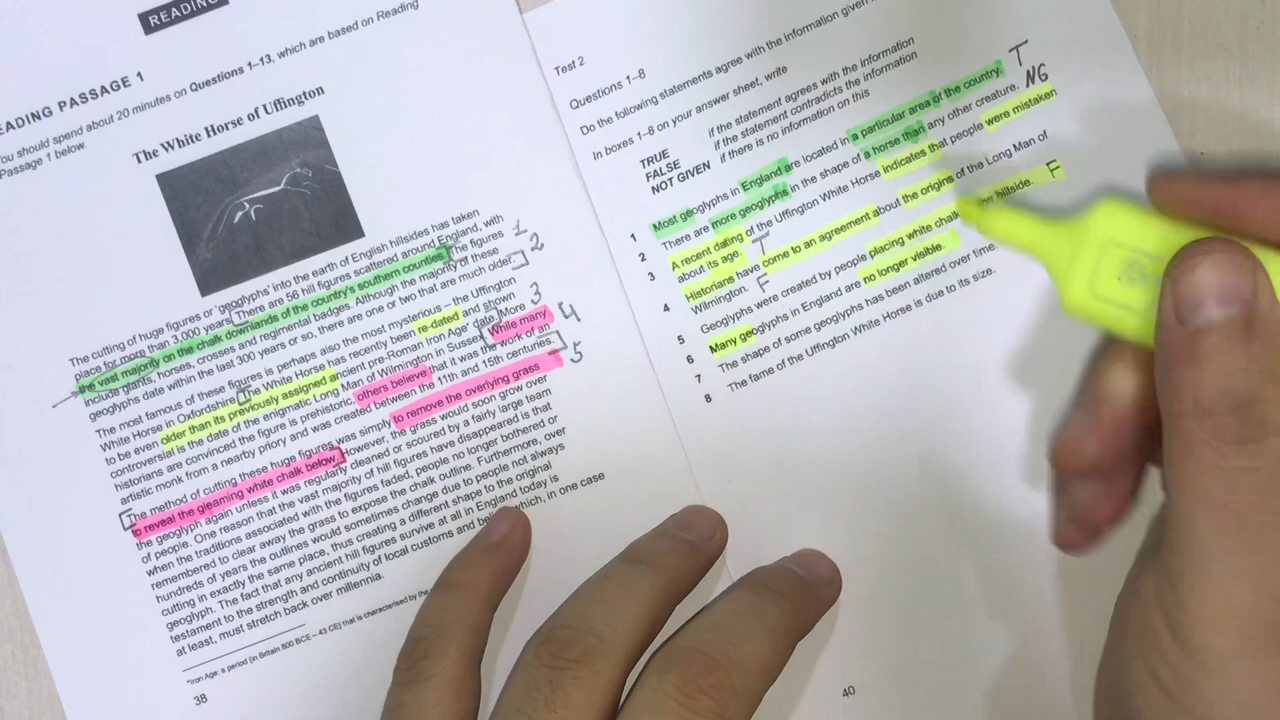 READING
EADING PASSAGE 1
You should spend about 20 minutes on Questions 1–13, which are based on Reading
Passage 1 below.
The White Horse of Uffington
The cutting of huge figures or 'geoglyphs' into the earth of English hillsides has taken
place for more than 3,000 years. There are 56 hill figures scattered around England, with
the vast majority on the chalk downlands of the country's southern counties. The figures 1
include giants, horses, crosses and regimental badges. Although the majority of these 2
geoglyphs date within the last 300 years or so, there are one or two that are much older.
The most famous of these figures is perhaps also the most mysterious – the Uffington
White Horse in Oxfordshire. The White Horse has recently been re-dated and shown 3
to be even older than its previously assigned ancient pre-Roman Iron Age* date. More 4
controversial is the date of the enigmatic Long Man of Wilmington in Sussex. While many
historians are convinced the figure is prehistoric, others believe that it was the work of an
artistic monk from a nearby priory and was created between the 11th and 15th centuries. 5
The method of cutting these huge figures was simply to remove the overlying grass
to reveal the gleaming white chalk below. However, the grass would soon grow over
the geoglyph again unless it was regularly cleaned or scoured by a fairly large team
of people. One reason that the vast majority of hill figures have disappeared is that
when the traditions associated with the figures faded, people no longer bothered or
remembered to clear away the grass to expose the chalk outline. Furthermore, over
hundreds of years the outlines would sometimes change due to people not always
cutting in exactly the same place, thus creating a different shape to the original
geoglyph. The fact that any ancient hill figures survive at all in England today is
testament to the strength and continuity of local customs and which, in one case
at least, must stretch back over millennia.
*Iron Age: a period (in Britain 800 BCE – 43 CE) that is characterised by the
38
Test 2
Questions 1–8
Do the following statements agree with the information given
In boxes 1–8 on your answer sheet, write
TRUE if the statement agrees with the information
FALSE if the statement contradicts the information
NOT GIVEN if there is no information on this
1 Most geoglyphs in England are located in a particular area of the country. T
2 There are more geoglyphs in the shape of a horse than any other creature. NG
3 A recent dating of the Uffington White Horse indicates that people were mistaken
about its age. T
4 Historians have come to an agreement about the origins of the Long Man of
Wilmington. F
5 Geoglyphs were created by people placing white chalk hillside. F
6 Many geoglyphs in England are no longer visible.
7 The shape of some geoglyphs has been altered over time.
8 The fame of the Uffington White Horse is due to its size.
40